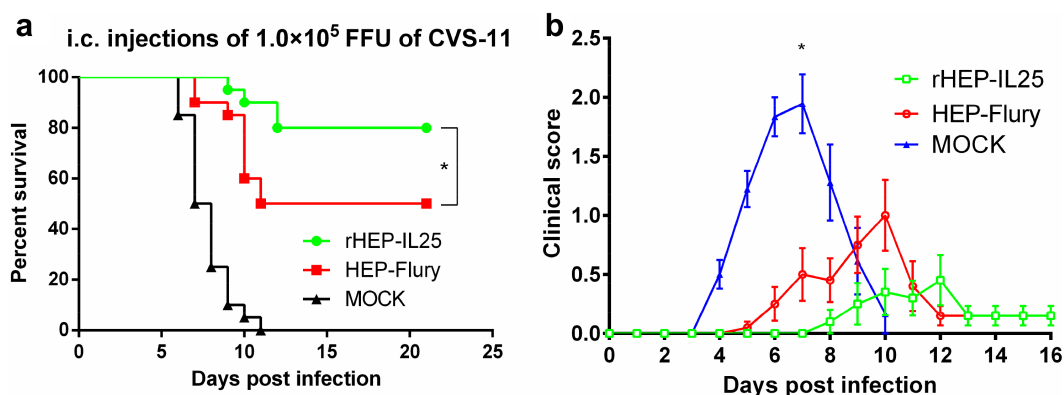 a
i.c. injections of 1.0×10⁵ FFU of CVS-11
Percent survival
100
80
60
40
20
0
0 5 10 15 20 25
Days post infection
rHEP-IL25
HEP-Flury
MOCK
*
b
Clinical score
2.5
2.0
1.5
1.0
0.5
0.0
0 2 4 6 8 10 12 14 16
Days post infection
*
rHEP-IL25
HEP-Flury
MOCK